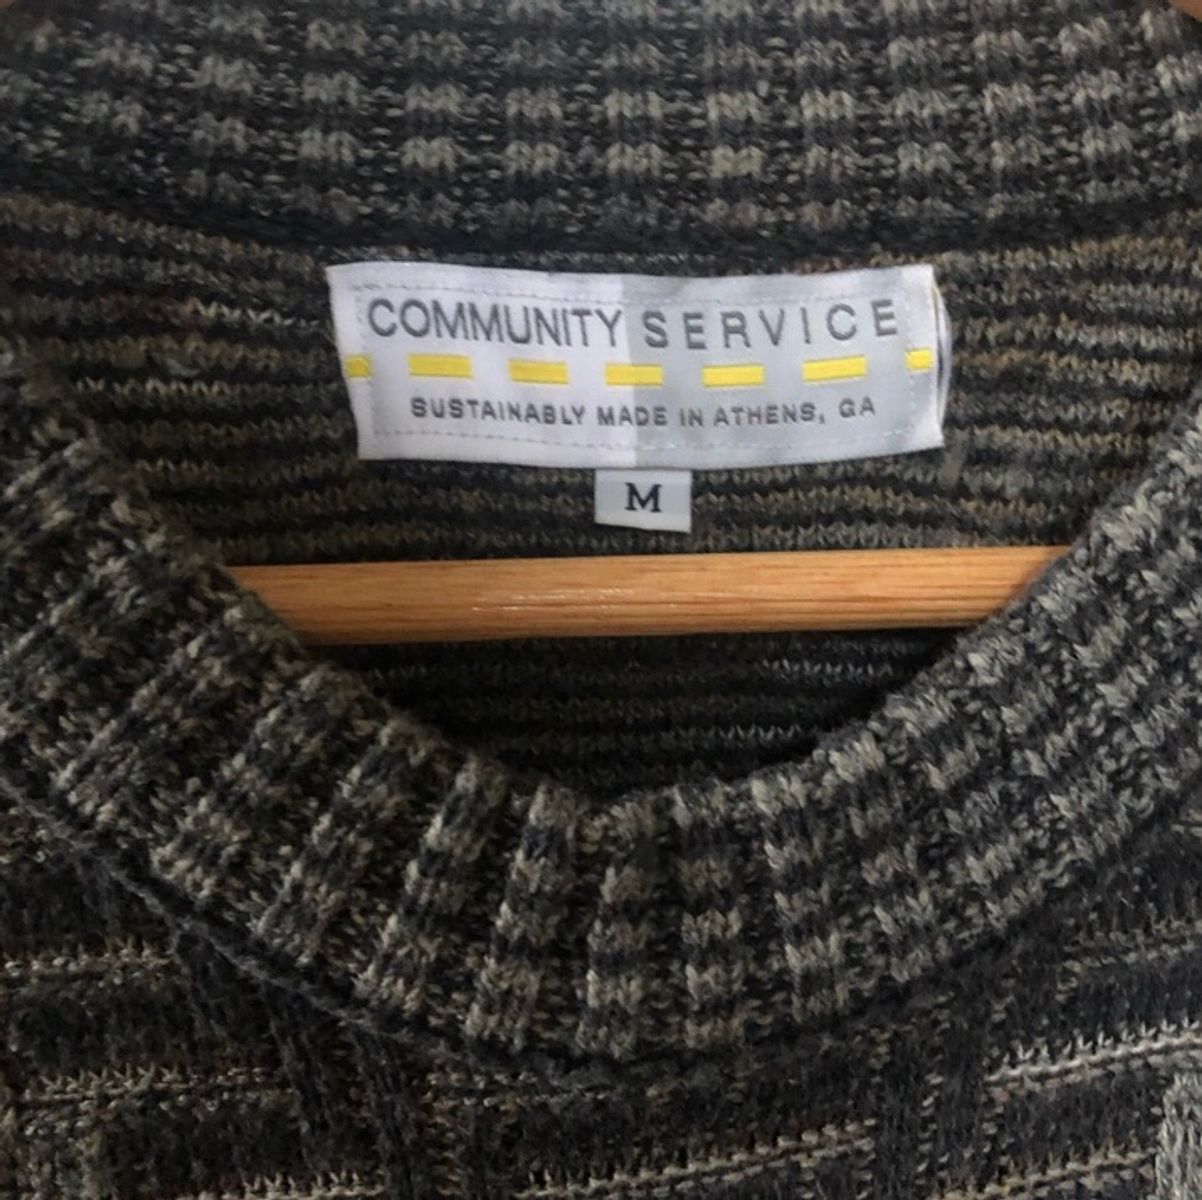 COMMUNITY SERVICE
SUSTAINABLY MADE IN ATHENS, GA
M